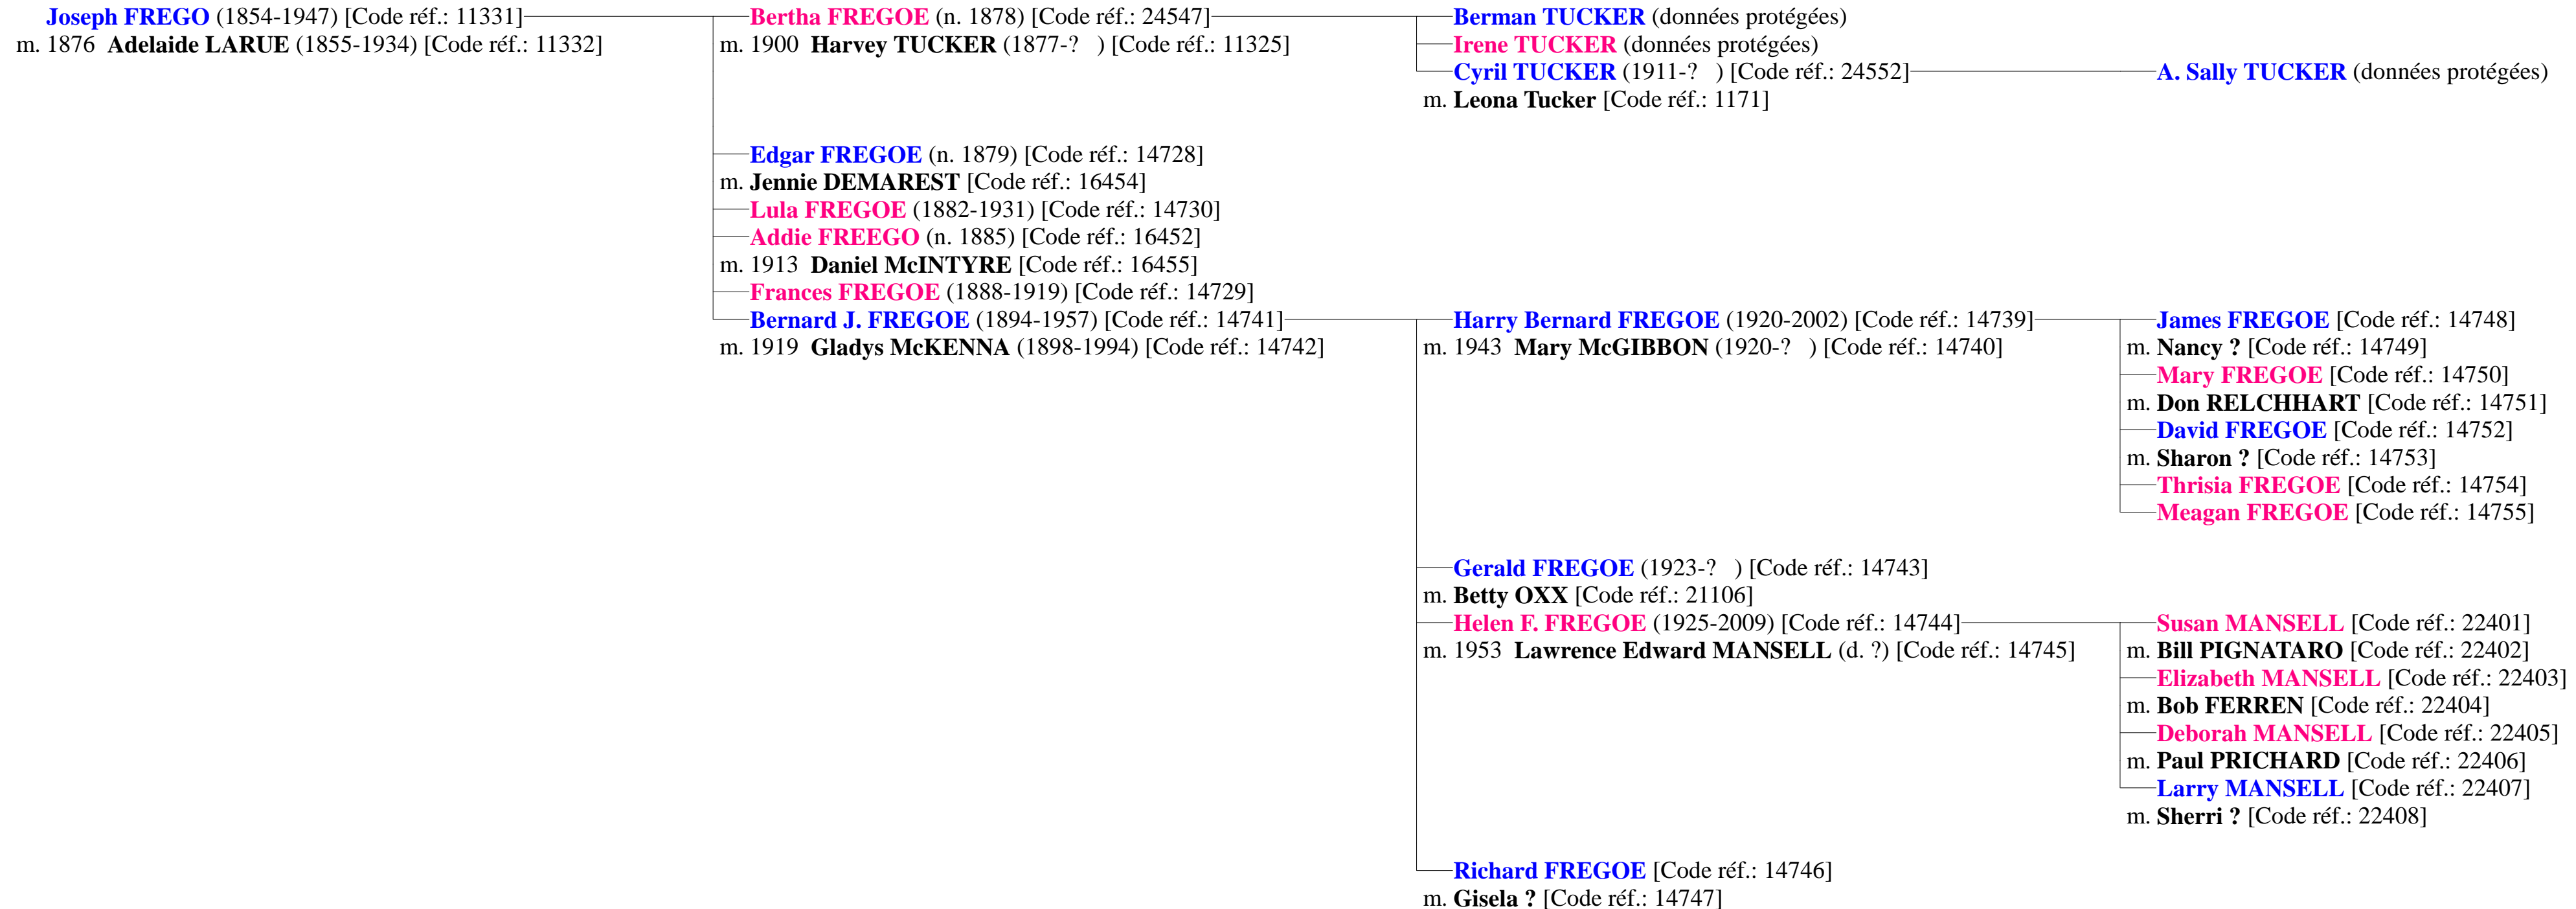 Joseph FREGO (1854-1947) [Code réf.: 11331]
m. 1876 Adelaide LARUE (1855-1934) [Code réf.: 11332]
Bertha FREGOE (n. 1878) [Code réf.: 24547]
m. 1900 Harvey TUCKER (1877-? ) [Code réf.: 11325]
Berman TUCKER (données protégées)
Irene TUCKER (données protégées)
Cyril TUCKER (1911-? ) [Code réf.: 24552]
m. Leona Tucker [Code réf.: 1171]
A. Sally TUCKER (données protégées)
Edgar FREGOE (n. 1879) [Code réf.: 14728]
m. Jennie DEMAREST [Code réf.: 16454]
Lula FREGOE (1882-1931) [Code réf.: 14730]
Addie FREEGO (n. 1885) [Code réf.: 16452]
m. 1913 Daniel McINTYRE [Code réf.: 16455]
Frances FREGOE (1888-1919) [Code réf.: 14729]
Bernard J. FREGOE (1894-1957) [Code réf.: 14741]
m. 1919 Gladys McKENNA (1898-1994) [Code réf.: 14742]
Harry Bernard FREGOE (1920-2002) [Code réf.: 14739]
m. 1943 Mary McGIBBON (1920-? ) [Code réf.: 14740]
James FREGOE [Code réf.: 14748]
m. Nancy ? [Code réf.: 14749]
Mary FREGOE [Code réf.: 14750]
m. Don RELCHHART [Code réf.: 14751]
David FREGOE [Code réf.: 14752]
m. Sharon ? [Code réf.: 14753]
Thrisia FREGOE [Code réf.: 14754]
Meagan FREGOE [Code réf.: 14755]
Gerald FREGOE (1923-? ) [Code réf.: 14743]
m. Betty OXX [Code réf.: 21106]
Helen F. FREGOE (1925-2009) [Code réf.: 14744]
m. 1953 Lawrence Edward MANSELL (d. ?) [Code réf.: 14745]
Susan MANSELL [Code réf.: 22401]
m. Bill PIGNATARO [Code réf.: 22402]
Elizabeth MANSELL [Code réf.: 22403]
m. Bob FERREN [Code réf.: 22404]
Deborah MANSELL [Code réf.: 22405]
m. Paul PRICHARD [Code réf.: 22406]
Larry MANSELL [Code réf.: 22407]
m. Sherri ? [Code réf.: 22408]
Richard FREGOE [Code réf.: 14746]
m. Gisela ? [Code réf.: 14747]